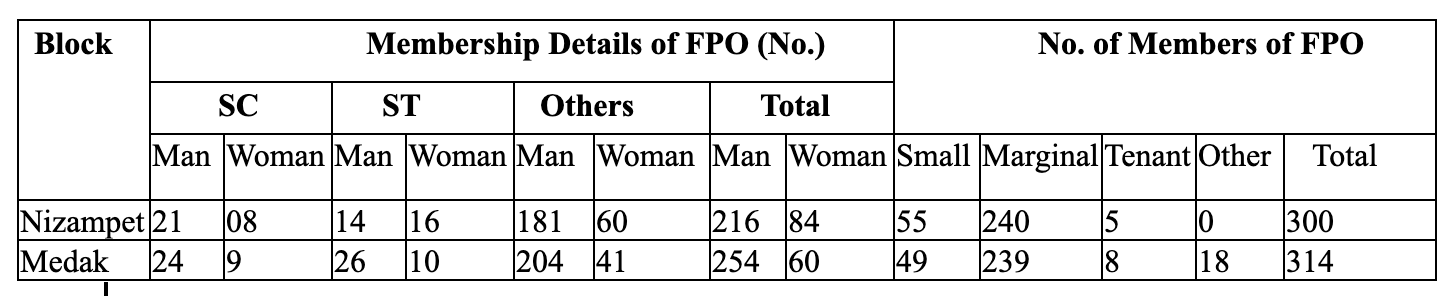 Block Membership Details of FPO (No.) No. of Members of FPO
SC ST Others Total
Man Woman Man Woman Man Woman Man Woman Small Marginal Tenant Other Total
Nizampet 21 08 14 16 181 60 216 84 55 240 5 0 300
Medak 24 9 26 10 204 41 254 60 49 239 8 18 314